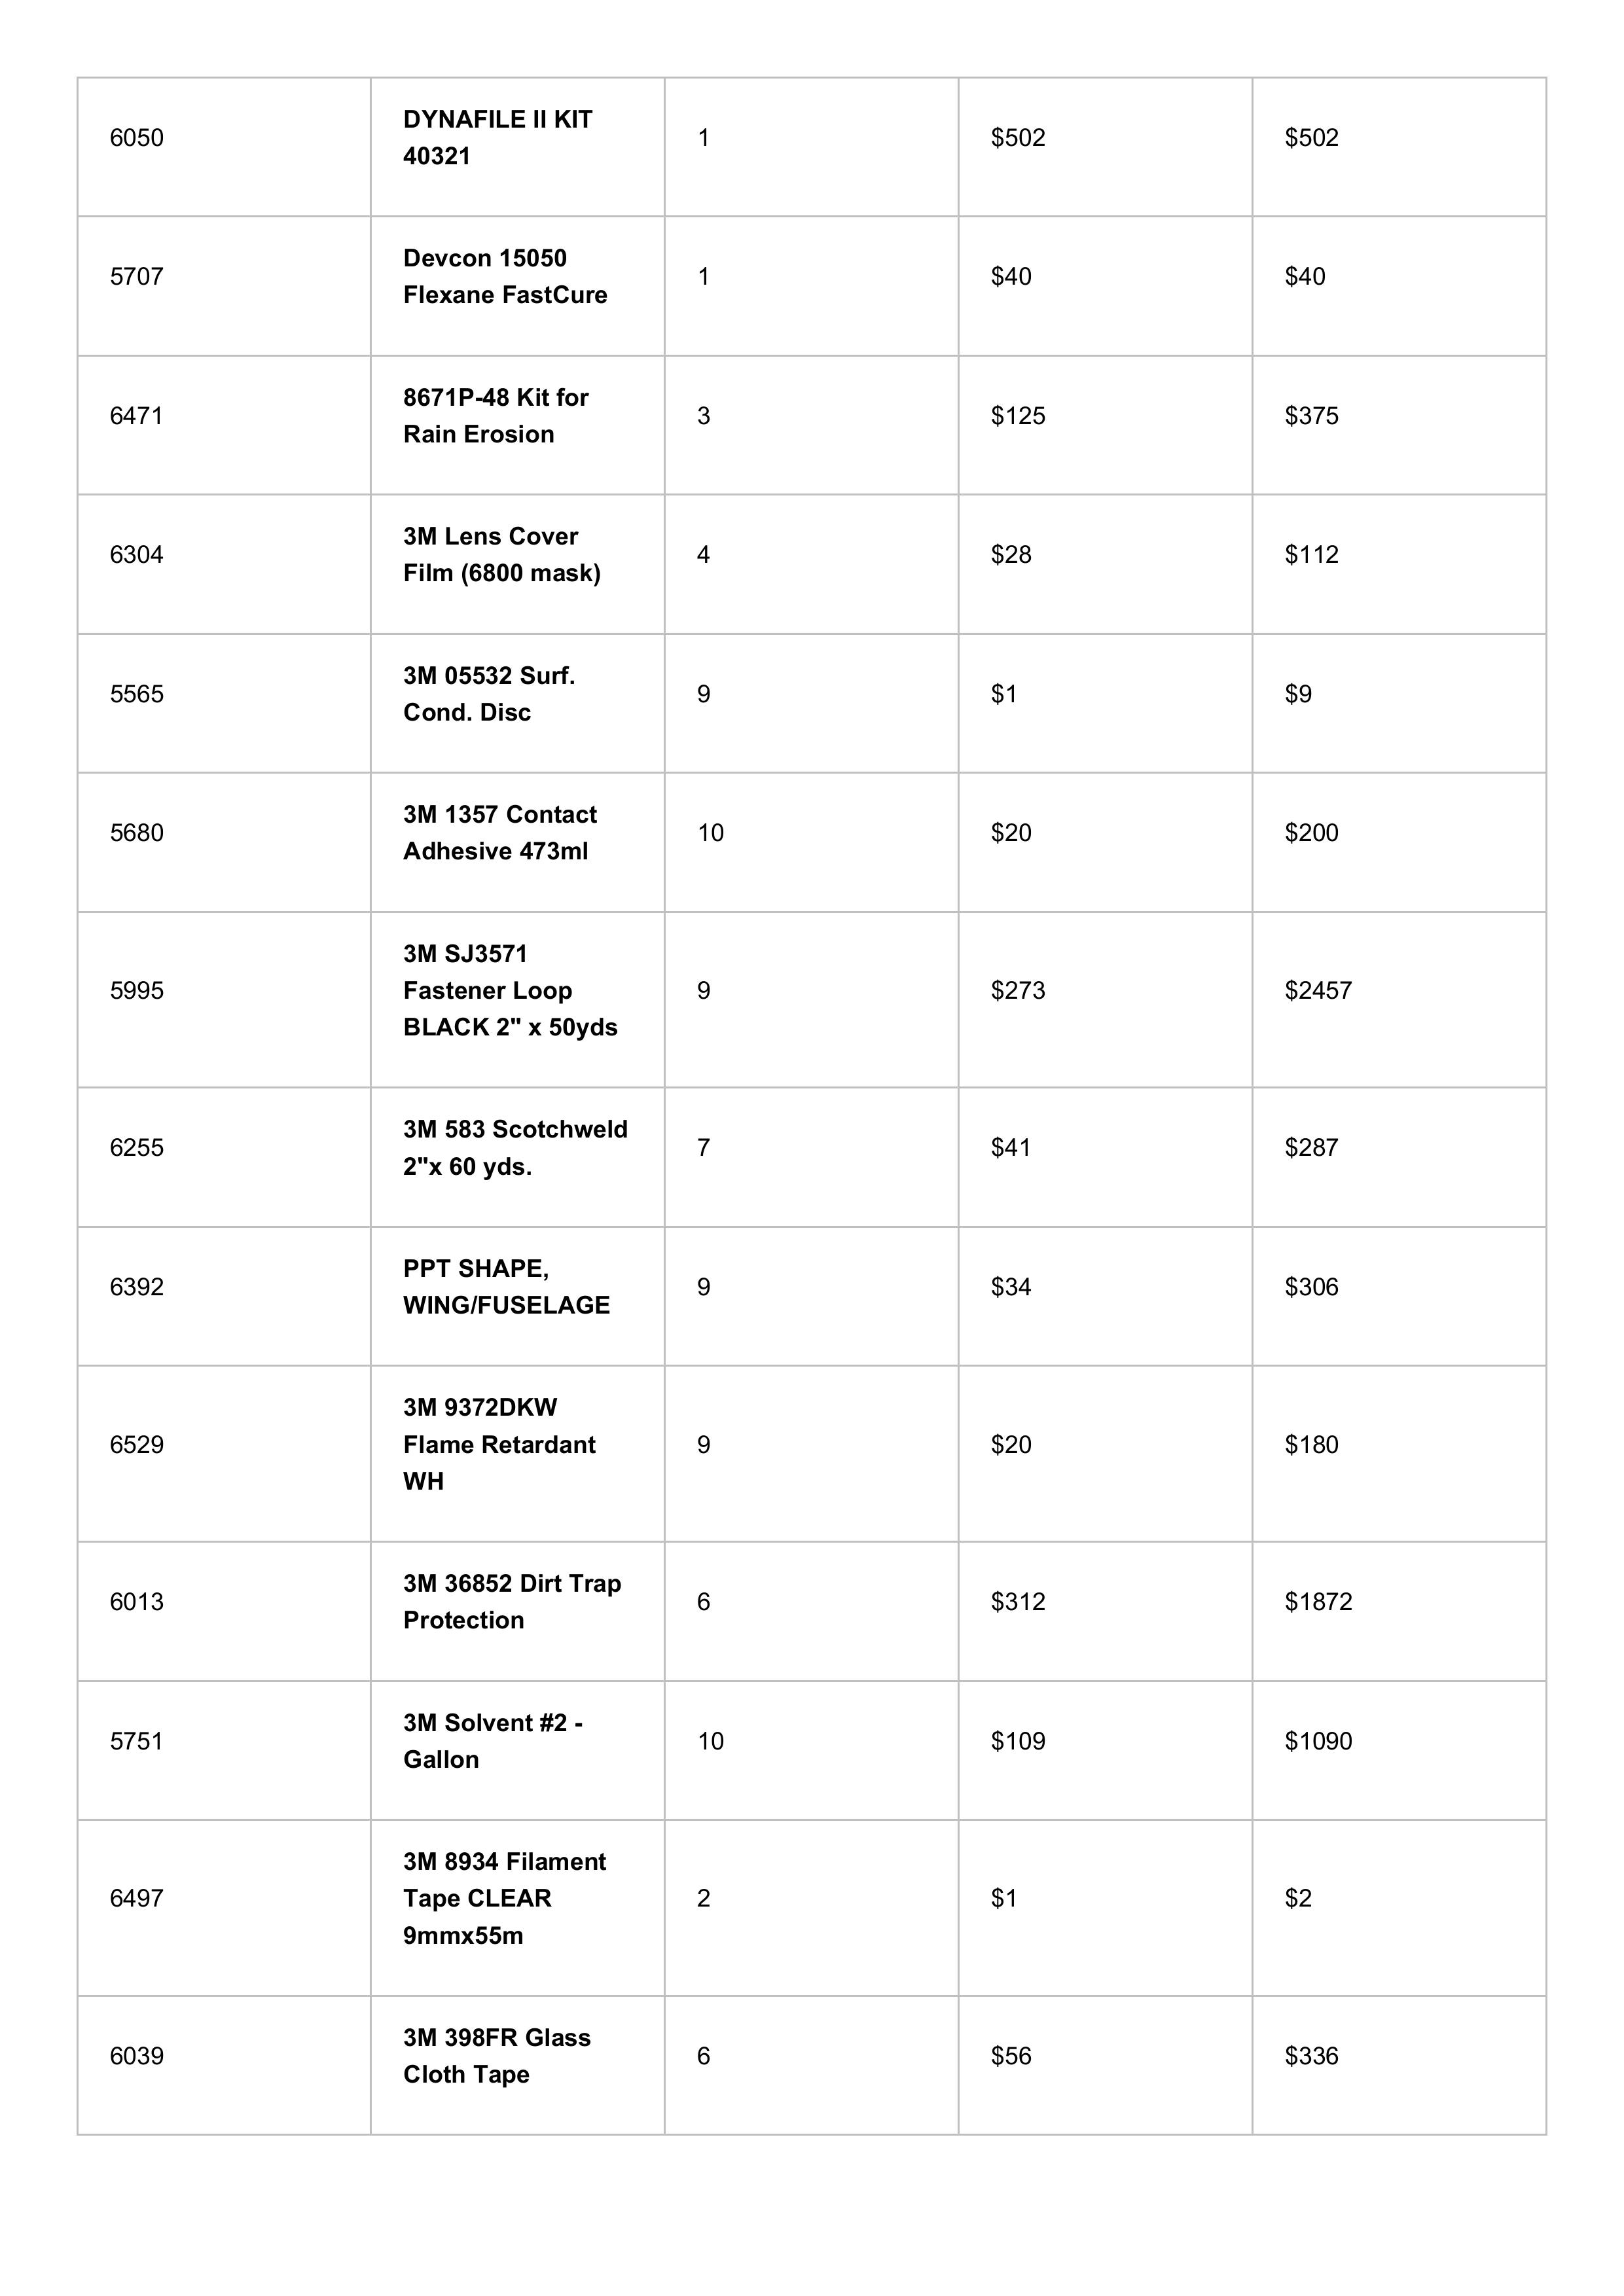 6050
DYNAFILE II KIT
40321
1
$502
$502
5707
Devcon 15050
Flexane FastCure
1
$40
$40
6471
8671P-48 Kit for
Rain Erosion
3
$125
$375
6304
3M Lens Cover
Film (6800 mask)
4
$28
$112
5565
3M 05532 Surf.
Cond. Disc
9
$1
$9
5680
3M 1357 Contact
Adhesive 473ml
10
$20
$200
5995
3M SJ3571
Fastener Loop
BLACK 2" x 50yds
9
$273
$2457
6255
3M 583 Scotchweld
2"x 60 yds.
7
$41
$287
6392
PPT SHAPE,
WING/FUSELAGE
9
$34
$306
6529
3M 9372DKW
Flame Retardant
WH
9
$20
$180
6013
3M 36852 Dirt Trap
Protection
6
$312
$1872
5751
3M Solvent #2 -
Gallon
10
$109
$1090
6497
3M 8934 Filament
Tape CLEAR
9mmx55m
2
$1
$2
6039
3M 398FR Glass
Cloth Tape
6
$56
$336